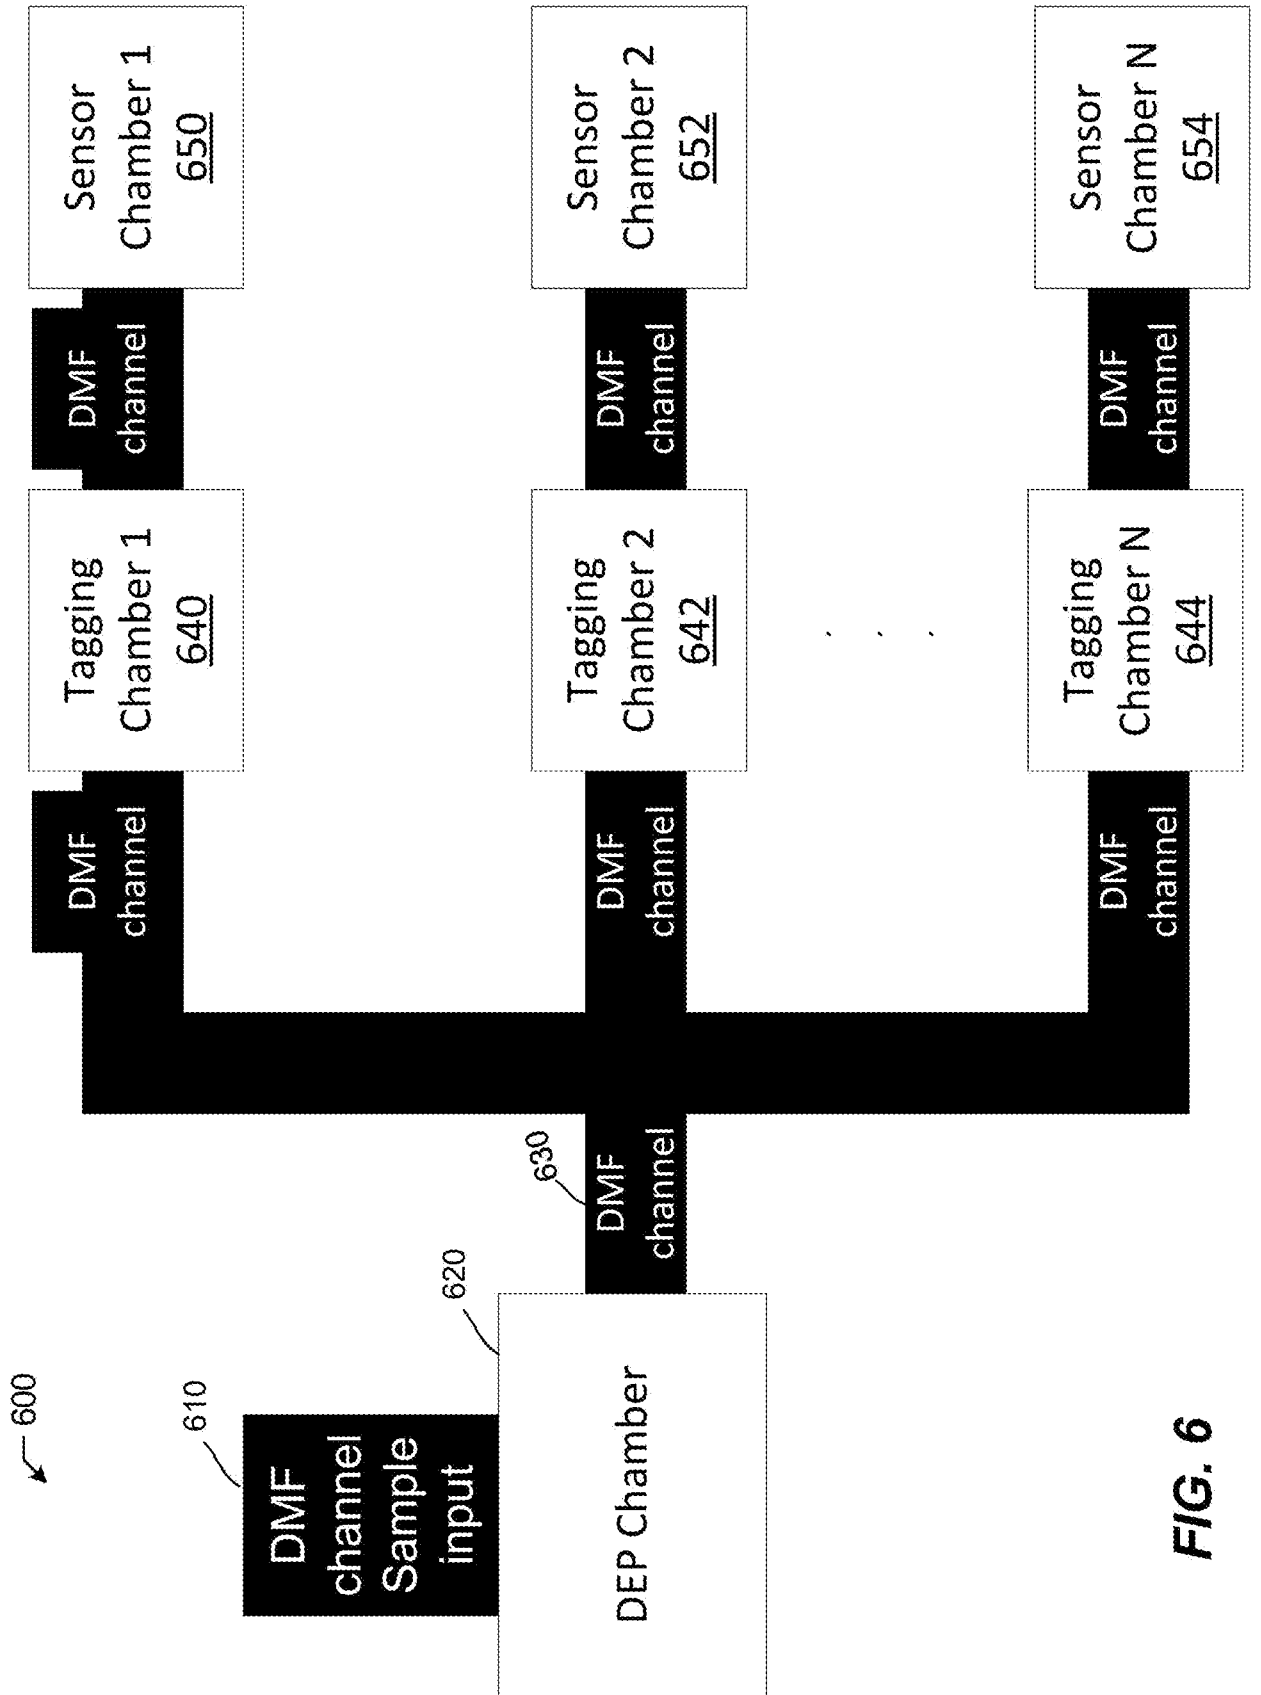 600
610
DMF
channel
Sample
input
620
DEP Chamber
630
DMF
channel
DMF
channel
Tagging
Chamber 1
640
DMF
channel
Sensor
Chamber 1
650
DMF
channel
Tagging
Chamber 2
642
DMF
channel
Sensor
Chamber 2
652
. . .
DMF
channel
Tagging
Chamber N
644
DMF
channel
Sensor
Chamber N
654
FIG. 6